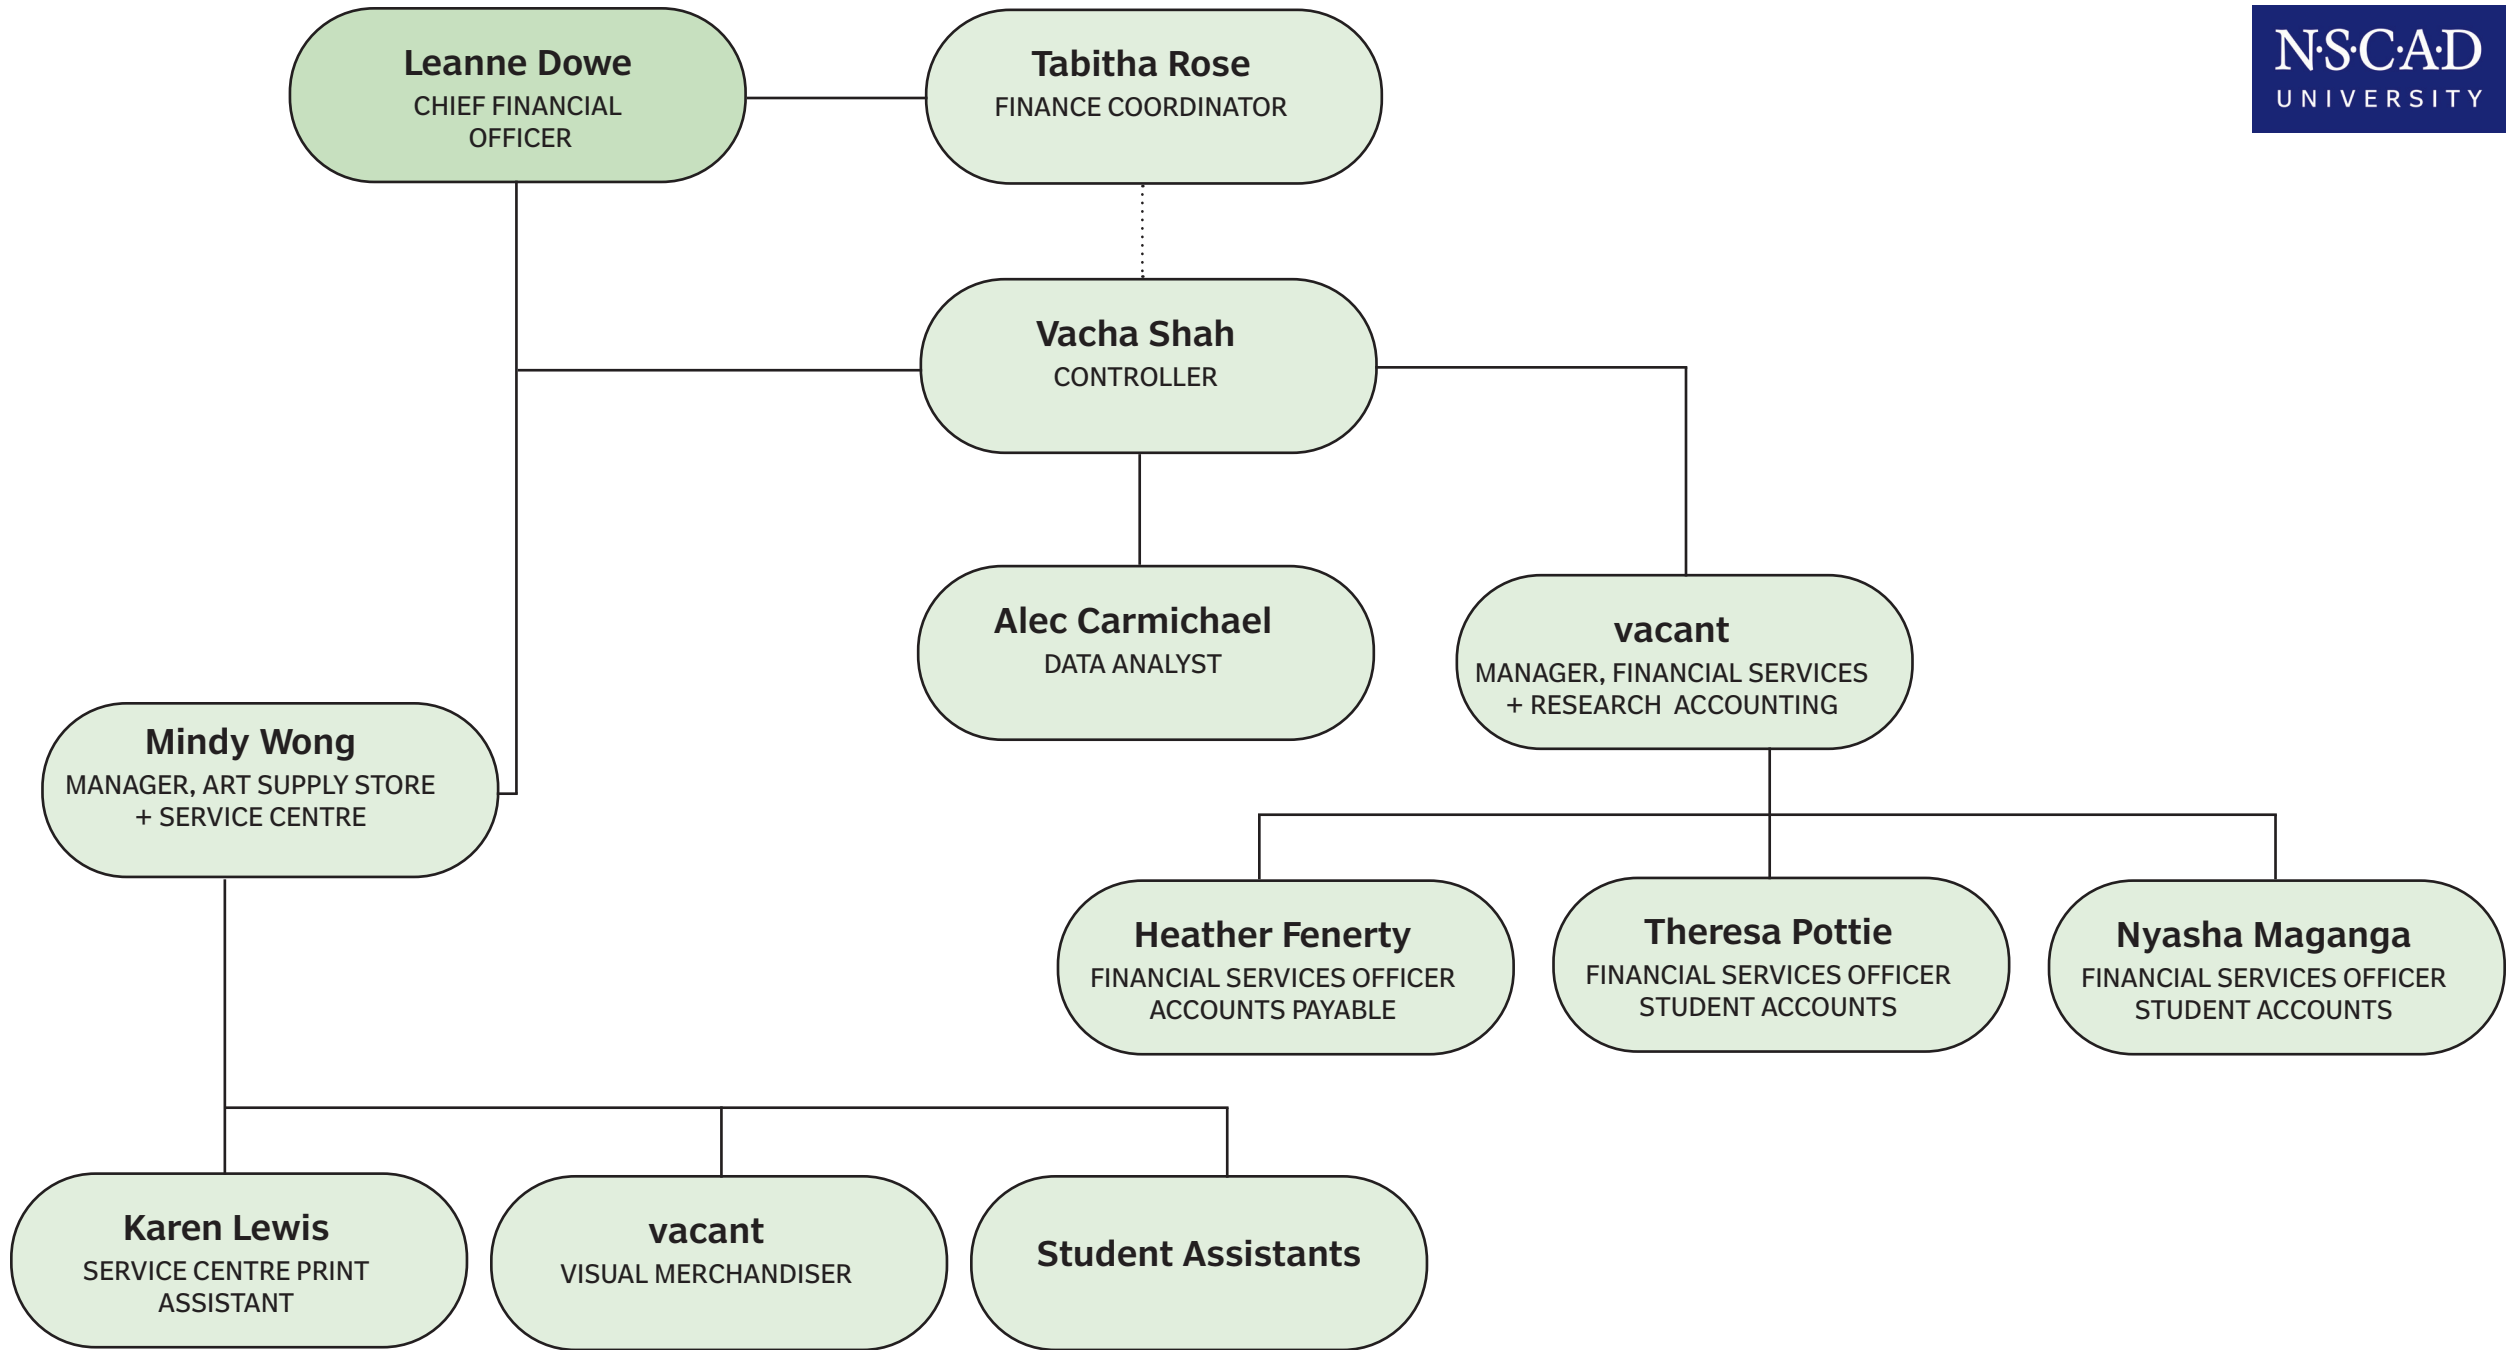 Leanne Dowe
CHIEF FINANCIAL
OFFICER
Tabitha Rose
FINANCE COORDINATOR
N·S·C·A·D
UNIVERSITY
Vacha Shah
CONTROLLER
Alec Carmichael
DATA ANALYST
vacant
MANAGER, FINANCIAL SERVICES
+ RESEARCH ACCOUNTING
Mindy Wong
MANAGER, ART SUPPLY STORE
+ SERVICE CENTRE
Heather Fenerty
FINANCIAL SERVICES OFFICER
ACCOUNTS PAYABLE
Theresa Pottie
FINANCIAL SERVICES OFFICER
STUDENT ACCOUNTS
Nyasha Maganga
FINANCIAL SERVICES OFFICER
STUDENT ACCOUNTS
Karen Lewis
SERVICE CENTRE PRINT
ASSISTANT
vacant
VISUAL MERCHANDISER
Student Assistants